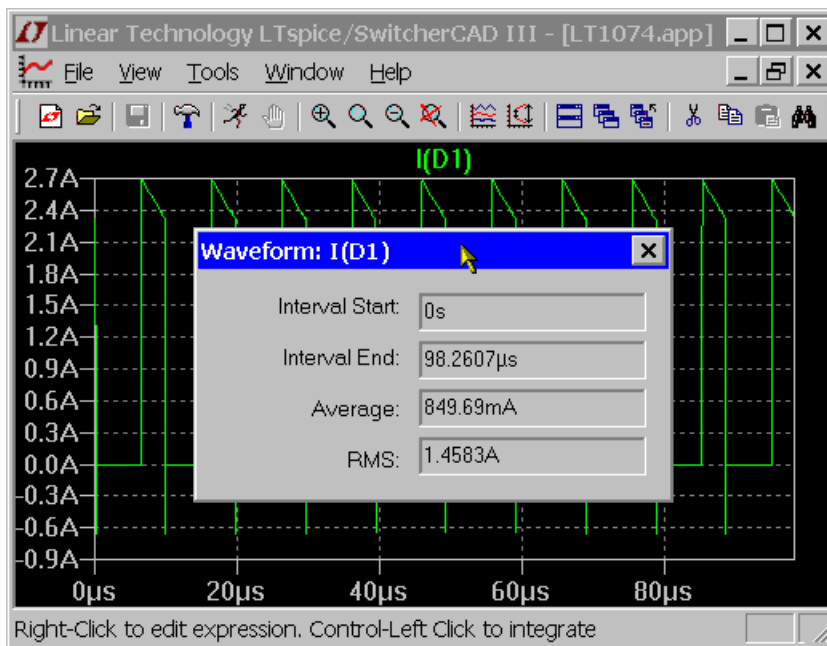 Linear Technology LTspice/SwitcherCAD III - [LT1074.app]
File View Tools Window Help
I(D1)
2.7A
2.4A
2.1A
1.8A
1.5A
1.2A
0.9A
0.6A
0.3A
0.0A
-0.3A
-0.6A
-0.9A
Waveform: I(D1)
Interval Start: 0s
Interval End: 98.2607µs
Average: 849.69mA
RMS: 1.4583A
0µs 20µs 40µs 60µs 80µs
Right-Click to edit expression. Control-Left Click to integrate